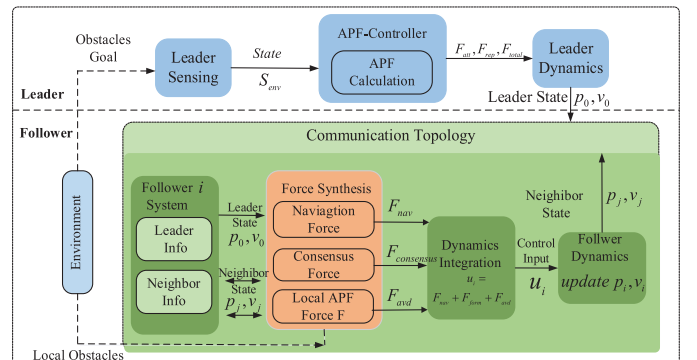 Obstacles
Goal
Leader
Sensing
State
S_env
APF-Controller
APF
Calculation
F_att, F_rep, F_total
Leader
Dynamics
Leader
Leader State p_0, v_0
Follower
Communication Topology
Environment
Follower i
System
Leader
Info
Neighbor
Info
Leader
State
p_0, v_0
Neighbor
State
p_j, v_j
Force Synthesis
Naviagtion
Force
Consensus
Force
Local APF
Force F
F_nav
F_consensus
F_avd
Dynamics
Integration
u_i =
F_nav + F_form + F_avd
Control
Input
u_i
Neighbor
State
p_j, v_j
Follwer
Dynamics
update p_i, v_i
Local Obstacles